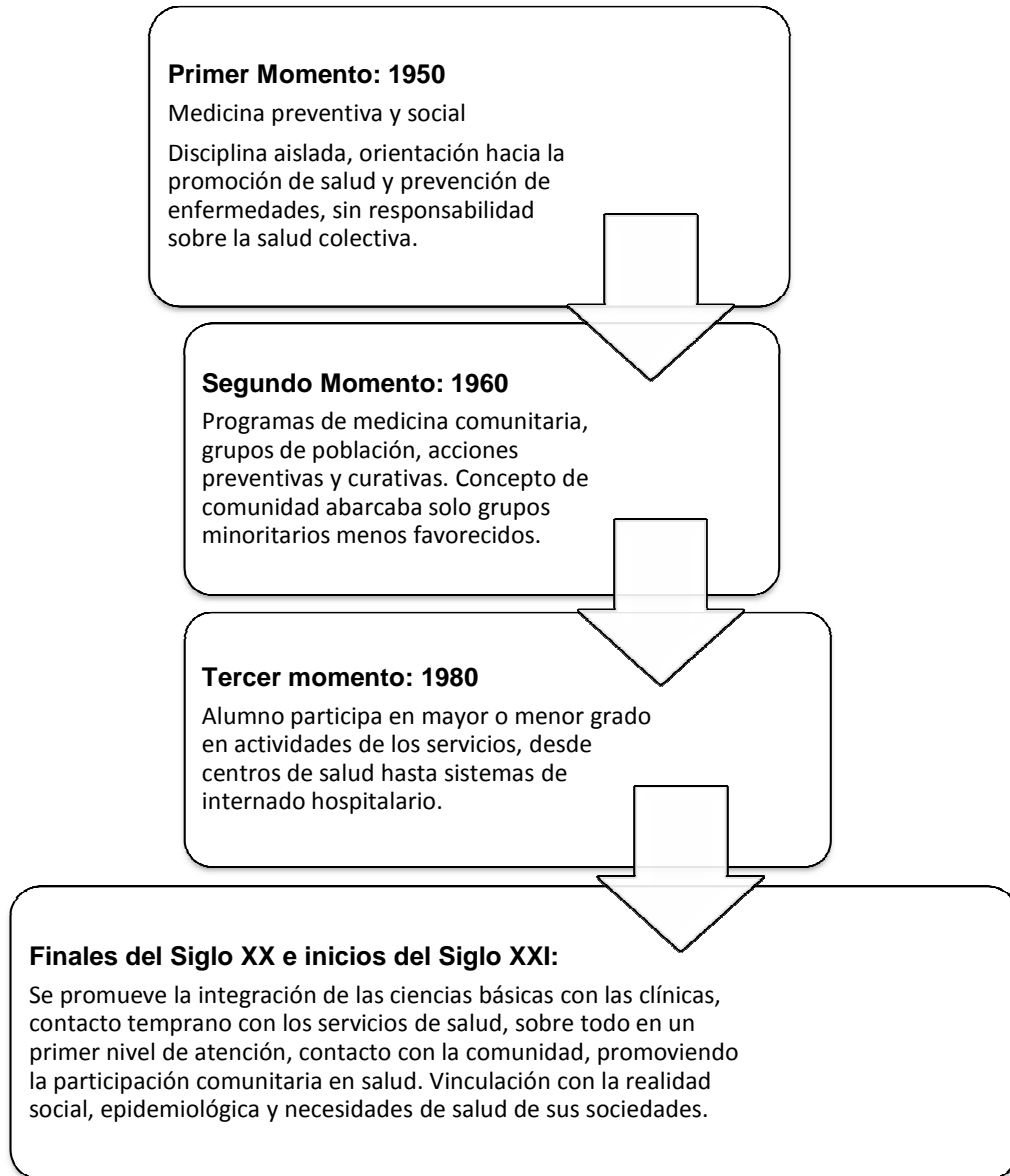 Primer Momento: 1950
Medicina preventiva y social
Disciplina aislada, orientación hacia la
promoción de salud y prevención de
enfermedades, sin responsabilidad
sobre la salud colectiva.
Segundo Momento: 1960
Programas de medicina comunitaria,
grupos de población, acciones
preventivas y curativas. Concepto de
comunidad abarcaba solo grupos
minoritarios menos favorecidos.
Tercer momento: 1980
Alumno participa en mayor o menor grado
en actividades de los servicios, desde
centros de salud hasta sistemas de
internado hospitalario.
Finales del Siglo XX e inicios del Siglo XXI:
Se promueve la integración de las ciencias básicas con las clínicas,
contacto temprano con los servicios de salud, sobre todo en un
primer nivel de atención, contacto con la comunidad, promoviendo
la participación comunitaria en salud. Vinculación con la realidad
social, epidemiológica y necesidades de salud de sus sociedades.